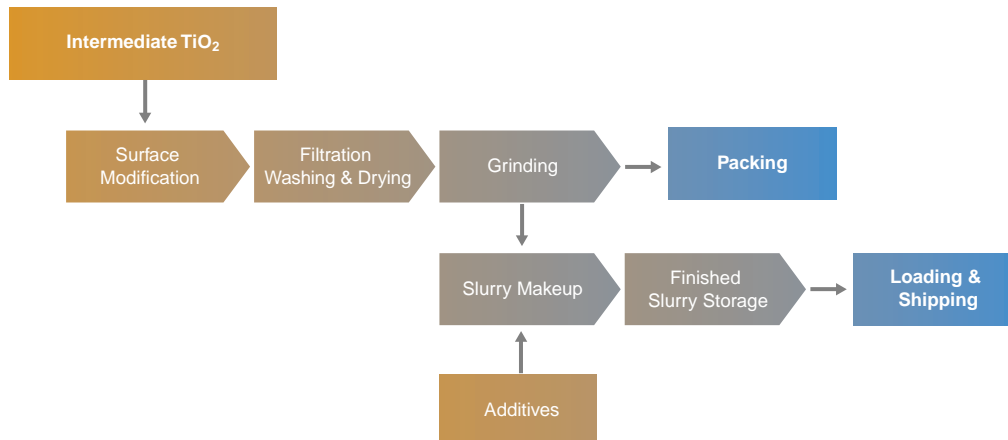 Intermediate TiO₂
Surface
Modification
Filtration
Washing & Drying
Grinding
Packing
Slurry Makeup
Finished
Slurry Storage
Loading &
Shipping
Additives